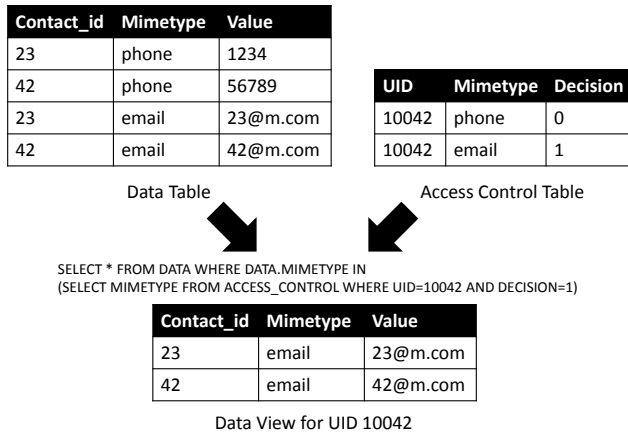 Contact_id Mimetype Value
23 phone 1234
42 phone 56789
23 email 23@m.com
42 email 42@m.com
Data Table
UID Mimetype Decision
10042 phone 0
10042 email 1
Access Control Table
SELECT * FROM DATA WHERE DATA.MIMETYPE IN
(SELECT MIMETYPE FROM ACCESS_CONTROL WHERE UID=10042 AND DECISION=1)
Contact_id Mimetype Value
23 email 23@m.com
42 email 42@m.com
Data View for UID 10042